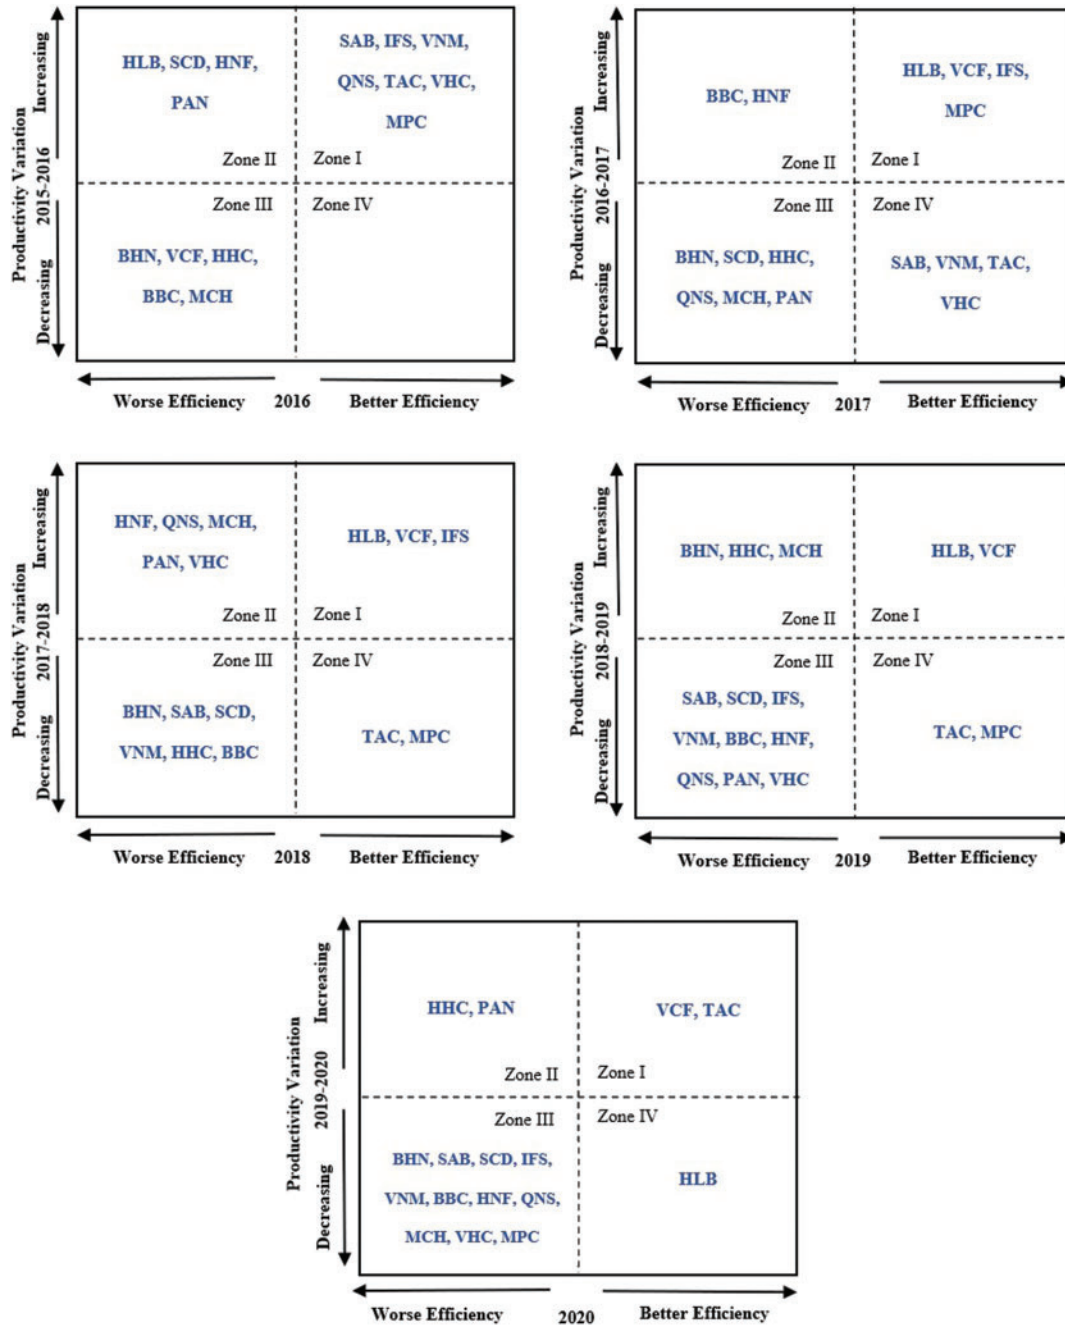 Increasing
Productivity Variation
2015-2016
Decreasing
HLB, SCD, HNF,
PAN
Zone II
SAB, IFS, VNM,
QNS, TAC, VHC,
MPC
Zone I
Zone III
BHN, VCF, HHC,
BBC, MCH
Zone IV
Worse Efficiency 2016 Better Efficiency
Increasing
Productivity Variation
2016-2017
Decreasing
BBC, HNF
Zone II
HLB, VCF, IFS,
MPC
Zone I
Zone III
BHN, SCD, HHC,
QNS, MCH, PAN
Zone IV
SAB, VNM, TAC,
VHC
Worse Efficiency 2017 Better Efficiency
Increasing
Productivity Variation
2017-2018
Decreasing
HNF, QNS, MCH,
PAN, VHC
Zone II
HLB, VCF, IFS
Zone I
Zone III
BHN, SAB, SCD,
VNM, HHC, BBC
Zone IV
TAC, MPC
Worse Efficiency 2018 Better Efficiency
Increasing
Productivity Variation
2018-2019
Decreasing
BHN, HHC, MCH
Zone II
HLB, VCF
Zone I
Zone III
SAB, SCD, IFS,
VNM, BBC, HNF,
QNS, PAN, VHC
Zone IV
TAC, MPC
Worse Efficiency 2019 Better Efficiency
Increasing
Productivity Variation
2019-2020
Decreasing
HHC, PAN
Zone II
VCF, TAC
Zone I
Zone III
BHN, SAB, SCD, IFS,
VNM, BBC, HNF, QNS,
MCH, VHC, MPC
Zone IV
HLB
Worse Efficiency 2020 Better Efficiency